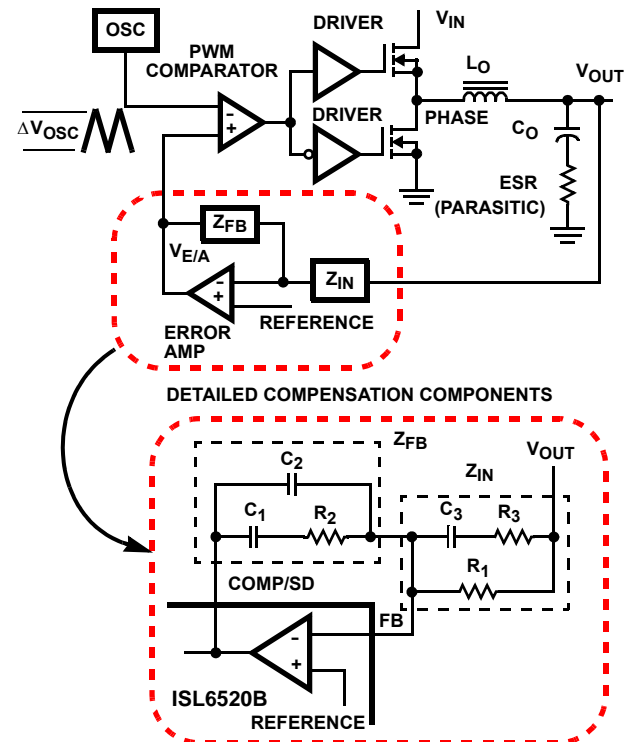 OSC
PWM
COMPARATOR
DRIVER
V_IN
L_O
V_OUT
ΔV_OSC
-
+
DRIVER
PHASE
C_O
ESR
(PARASITIC)
Z_FB
V_E/A
-
+
Z_IN
REFERENCE
ERROR
AMP
DETAILED COMPENSATION COMPONENTS
Z_FB
V_OUT
C_2
Z_IN
C_1
R_2
C_3
R_3
R_1
COMP/SD
FB
-
+
ISL6520B
REFERENCE